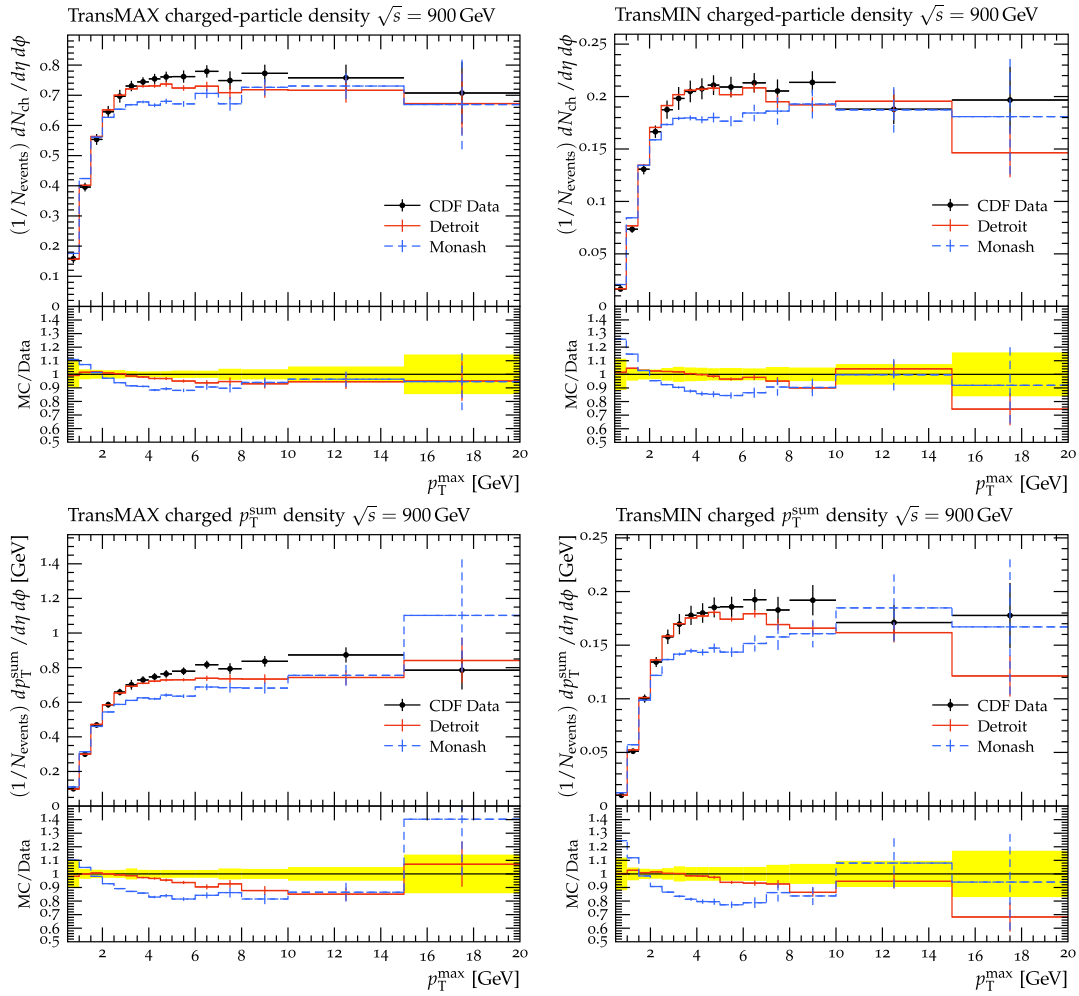 TransMAX charged-particle density √s = 900 GeV
(1/N_events) dN_ch/dη dϕ
0.8
0.7
0.6
0.5
0.4
0.3
0.2
0.1
0
CDF Data
Detroit
Monash
MC/Data
1.4
1.3
1.2
1.1
1.0
0.9
0.8
0.7
0.6
0.5
2 4 6 8 10 12 14 16 18 20
p_T^max [GeV]
TransMIN charged-particle density √s = 900 GeV
(1/N_events) dN_ch/dη dϕ
0.25
0.2
0.15
0.1
0.05
0
CDF Data
Detroit
Monash
MC/Data
1.4
1.3
1.2
1.1
1.0
0.9
0.8
0.7
0.6
0.5
2 4 6 8 10 12 14 16 18 20
p_T^max [GeV]
TransMAX charged p_T^sum density √s = 900 GeV
(1/N_events) dp_T^sum/dη dϕ [GeV]
1.4
1.2
1
0.8
0.6
0.4
0.2
0
CDF Data
Detroit
Monash
MC/Data
1.4
1.3
1.2
1.1
1.0
0.9
0.8
0.7
0.6
0.5
2 4 6 8 10 12 14 16 18 20
p_T^max [GeV]
TransMIN charged p_T^sum density √s = 900 GeV
(1/N_events) dp_T^sum/dη dϕ [GeV]
0.25
0.2
0.15
0.1
0.05
0
CDF Data
Detroit
Monash
MC/Data
1.4
1.3
1.2
1.1
1.0
0.9
0.8
0.7
0.6
0.5
2 4 6 8 10 12 14 16 18 20
p_T^max [GeV]